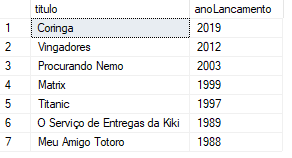 titulo anoLancamento
1 Coringa 2019
2 Vingadores 2012
3 Procurando Nemo 2003
4 Matrix 1999
5 Titanic 1997
6 O Serviço de Entregas da Kiki 1989
7 Meu Amigo Totoro 1988